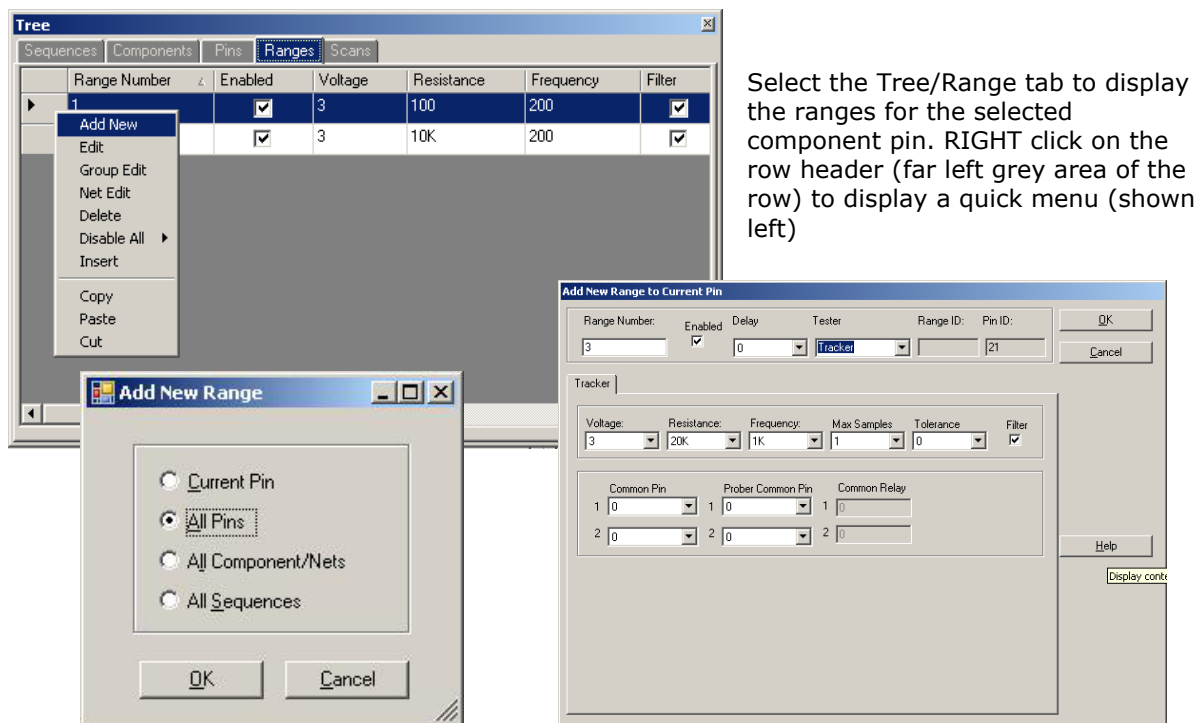 Tree
Sequences Components Pins Ranges Scans
Range Number Enabled Voltage Resistance Frequency Filter
1 3 100 200
3 10K 200
Add New
Edit
Group Edit
Net Edit
Delete
Disable All
Insert
Copy
Paste
Cut
Select the Tree/Range tab to display
the ranges for the selected
component pin. RIGHT click on the
row header (far left grey area of the
row) to display a quick menu (shown
left)
Add New Range
Current Pin
All Pins
All Component/Nets
All Sequences
OK Cancel
Add New Range to Current Pin
Range Number: Enabled Delay Tester Range ID: Pin ID:
3 0 Tracker 21
OK
Cancel
Tracker
Voltage: Resistance: Frequency: Max Samples Tolerance Filter
3 20K 1K 1 0
Common Pin Prober Common Pin Common Relay
1 0 1 0 1 0
2 0 2 0 2 0
Help
Display conte